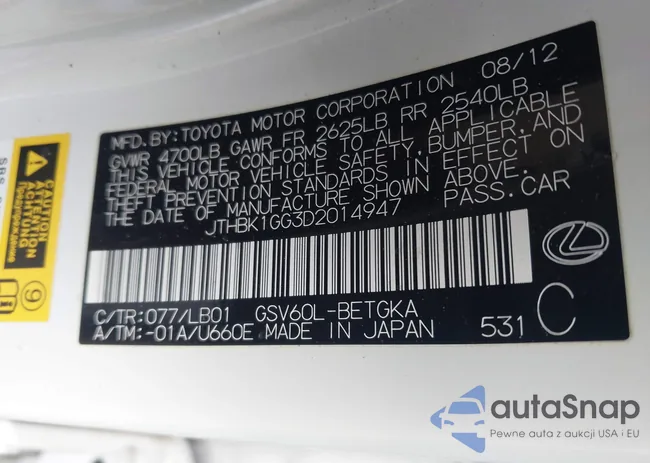 MFD.BY:TOYOTA MOTOR CORPORATION 08/12
GVWR 4700LB GAWR FR 2625LB RR 2540LB
THIS VEHICLE CONFORMS TO ALL APPLICABLE
FEDERAL MOTOR VEHICLE SAFETY,BUMPER,AND
THEFT PREVENTION STANDARDS IN EFFECT ON
THE DATE OF MANUFACTURE SHOWN ABOVE.
JTHBK1GG3D2014947 PASS.CAR
C/TR:077/LB01 GSV60L-BETGKA
A/TM:-01A/U660E MADE IN JAPAN 531 C
CAUTION
ATTENTION
ACHTUNG
9
autaSnap
Pewne auta z aukcji USA i EU